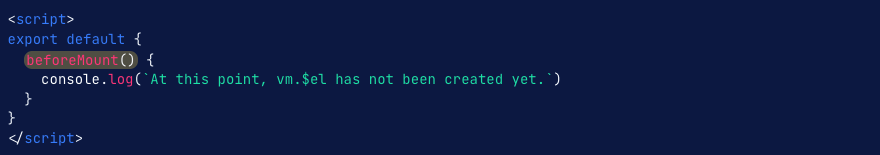 <script>
export default {
  beforeMount() {
    console.log(`At this point, vm.$el has not been created yet.`)
  }
}
</script>